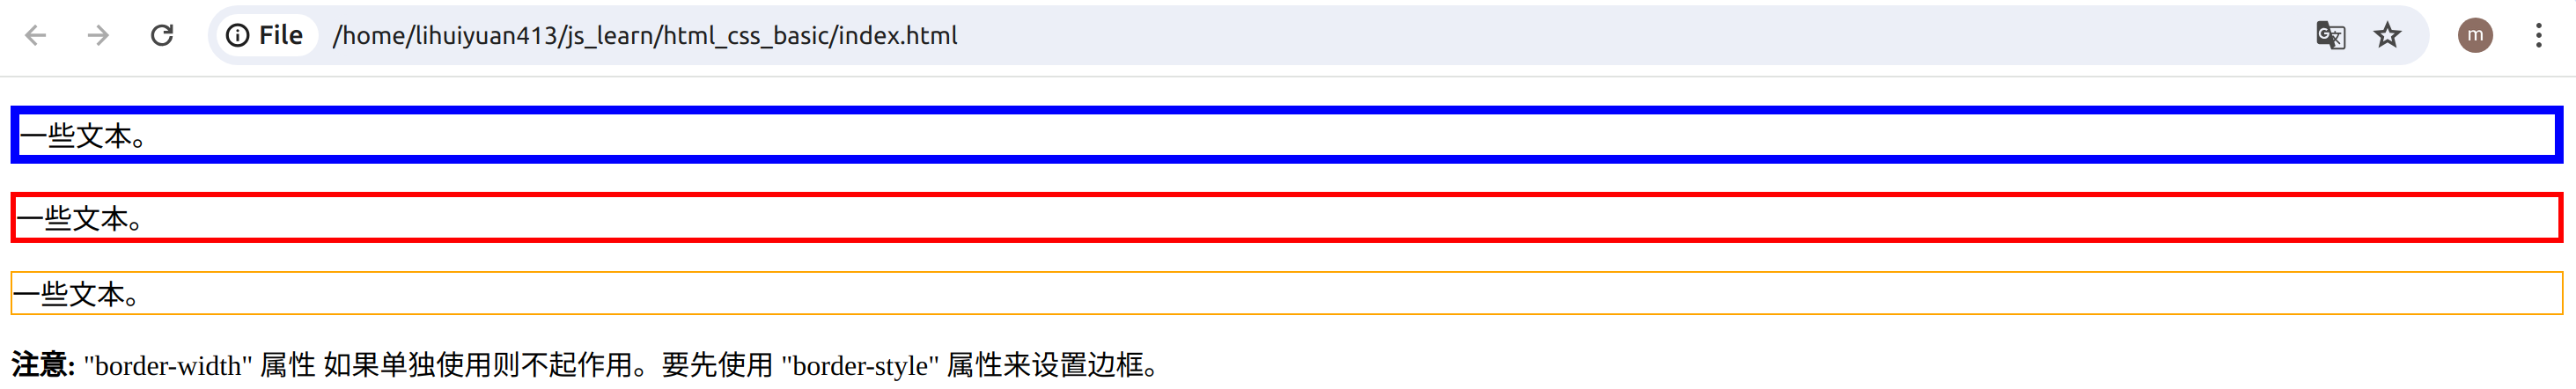 File /home/lihuiyuan413/js_learn/html_css_basic/index.html m
一些文本。
一些文本。
一些文本。
注意: "border-width" 属性 如果单独使用则不起作用。要先使用 "border-style" 属性来设置边框。